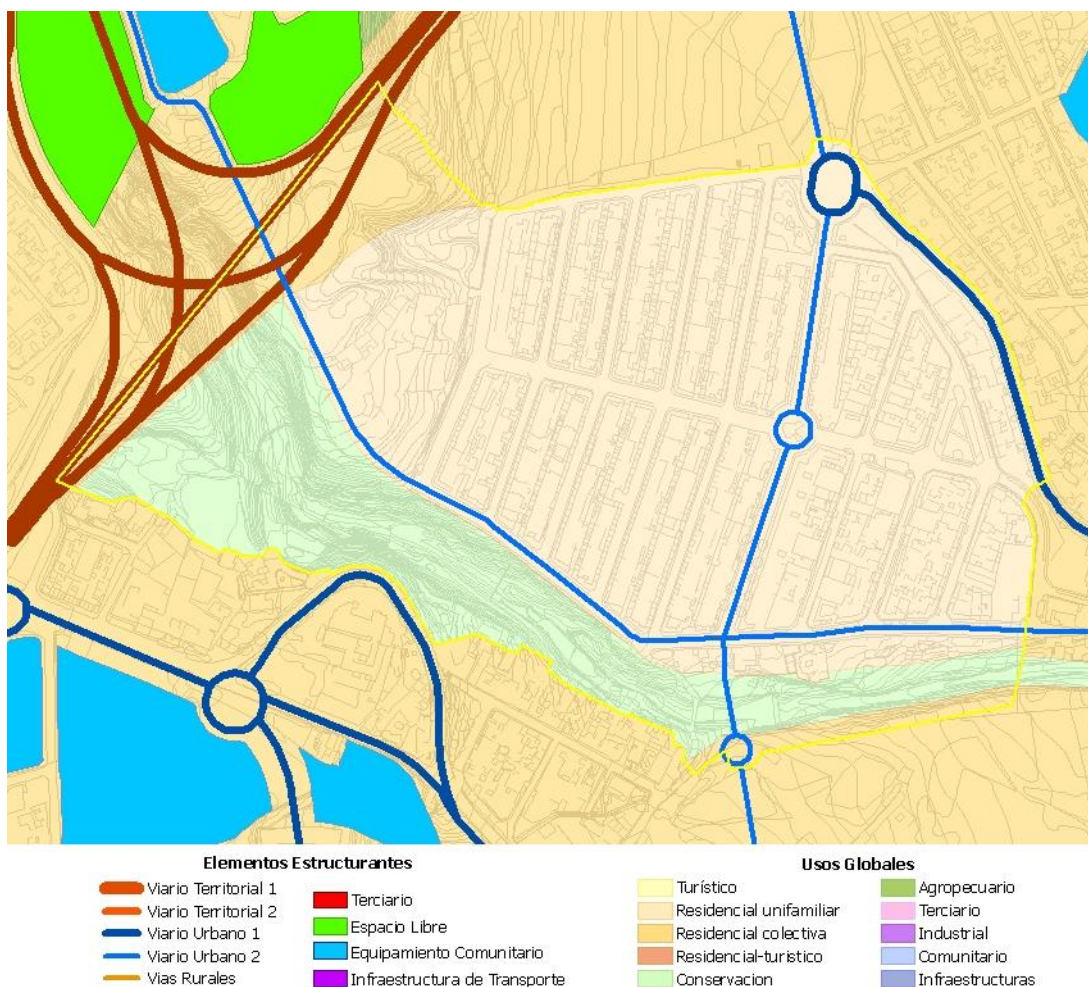 Elementos Estructurantes
Viario Territorial 1
Viario Territorial 2
Viario Urbano 1
Viario Urbano 2
Vias Rurales
Terciario
Espacio Libre
Equipamiento Comunitario
Infraestructura de Transporte
Usos Globales
Turístico
Residencial unifamiliar
Residencial colectiva
Residencial-turistico
Conservacion
Agropecuario
Terciario
Industrial
Comunitario
Infraestructuras